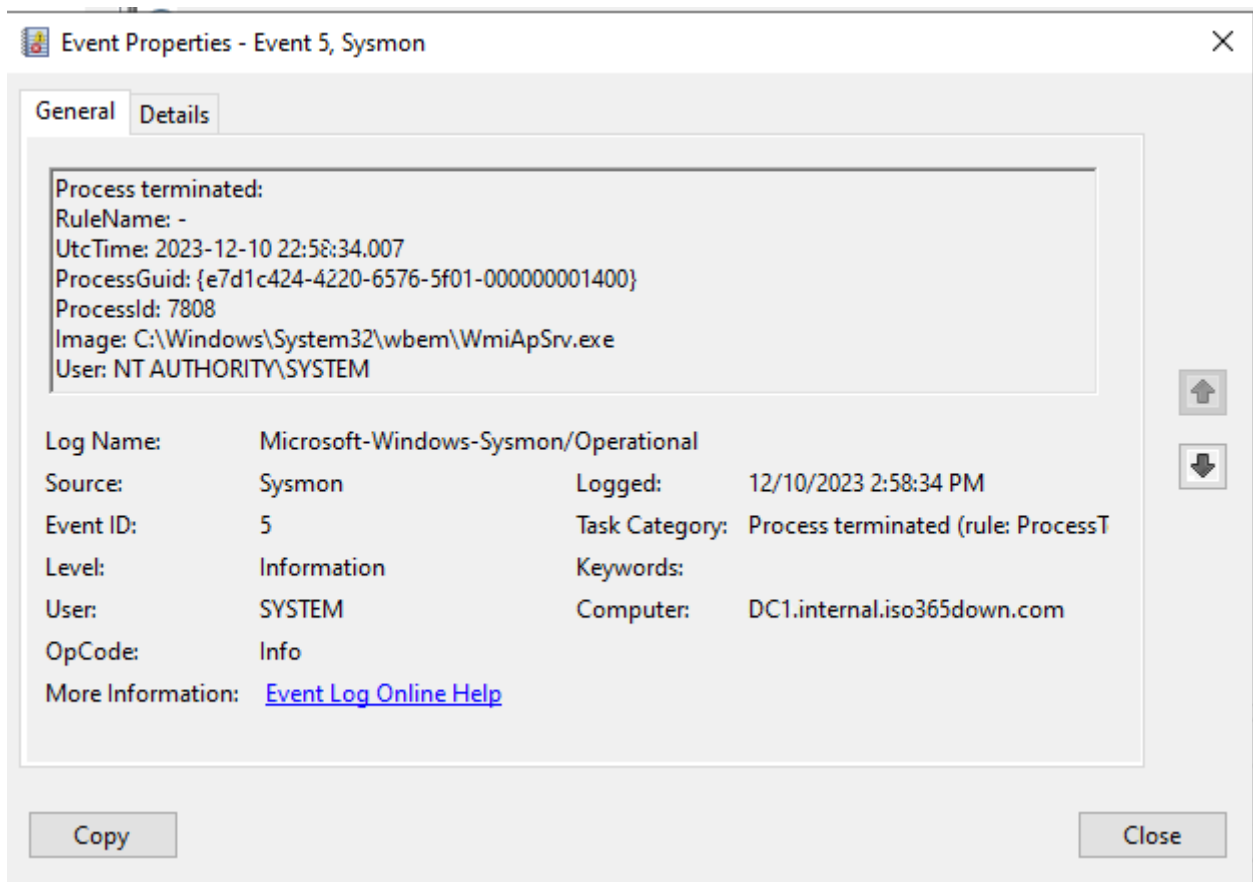 Event Properties - Event 5, Sysmon
General Details
Process terminated:
RuleName: -
UtcTime: 2023-12-10 22:58:34.007
ProcessGuid: {e7d1c424-4220-6576-5f01-000000001400}
ProcessId: 7808
Image: C:\Windows\System32\wbem\WmiApSrv.exe
User: NT AUTHORITY\SYSTEM
Log Name: Microsoft-Windows-Sysmon/Operational
Source: Sysmon Logged: 12/10/2023 2:58:34 PM
Event ID: 5 Task Category: Process terminated (rule: ProcessT
Level: Information Keywords:
User: SYSTEM Computer: DC1.internal.iso365down.com
OpCode: Info
More Information: Event Log Online Help
Copy Close